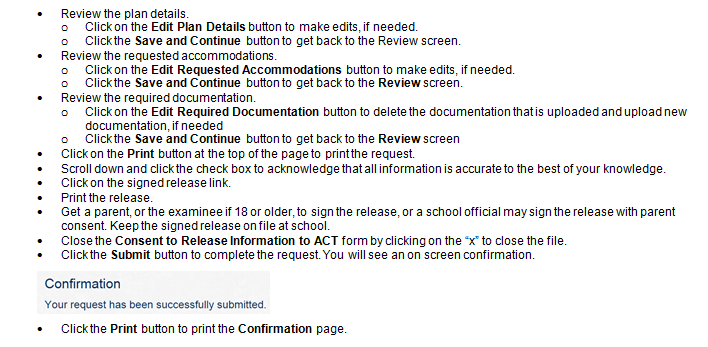 • Review the plan details.
o Click on the Edit Plan Details button to make edits, if needed.
o Click the Save and Continue button to get back to the Review screen.
• Review the requested accommodations.
o Click on the Edit Requested Accommodations button to make edits, if needed.
o Click the Save and Continue button to get back to the Review screen.
• Review the required documentation.
o Click on the Edit Required Documentation button to delete the documentation that is uploaded and upload new
documentation, if needed
o Click the Save and Continue button to get back to the Review screen
• Click on the Print button at the top of the page to print the request.
• Scroll down and click the check box to acknowledge that all information is accurate to the best of your knowledge.
• Click on the signed release link.
• Print the release.
• Get a parent, or the examinee if 18 or older, to sign the release, or a school official may sign the release with parent
consent. Keep the signed release on file at school.
• Close the Consent to Release Information to ACT form by clicking on the “x” to close the file.
• Click the Submit button to complete the request. You will see an on screen confirmation.
Confirmation
Your request has been successfully submitted.
• Click the Print button to print the Confirmation page.